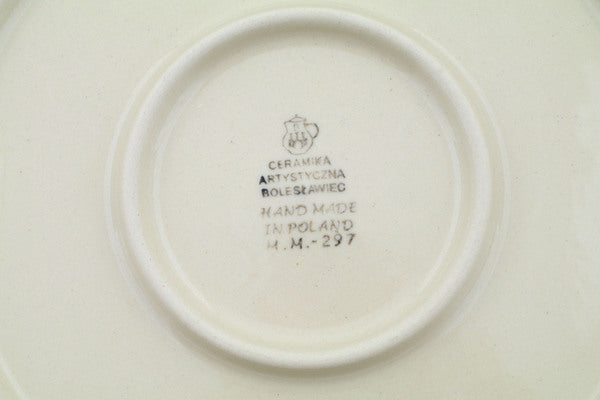 CERAMIKA
ARTYSTYCZNA
BOLESŁAWIEC
HAND MADE
IN POLAND
M.M.-297